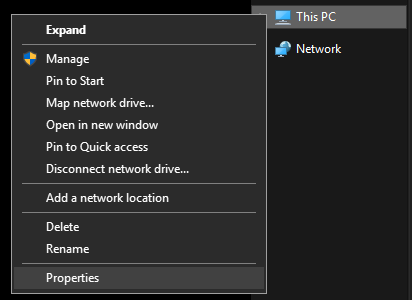 Expand
Manage
Pin to Start
Map network drive...
Open in new window
Pin to Quick access
Disconnect network drive...
Add a network location
Delete
Rename
Properties
This PC
Network